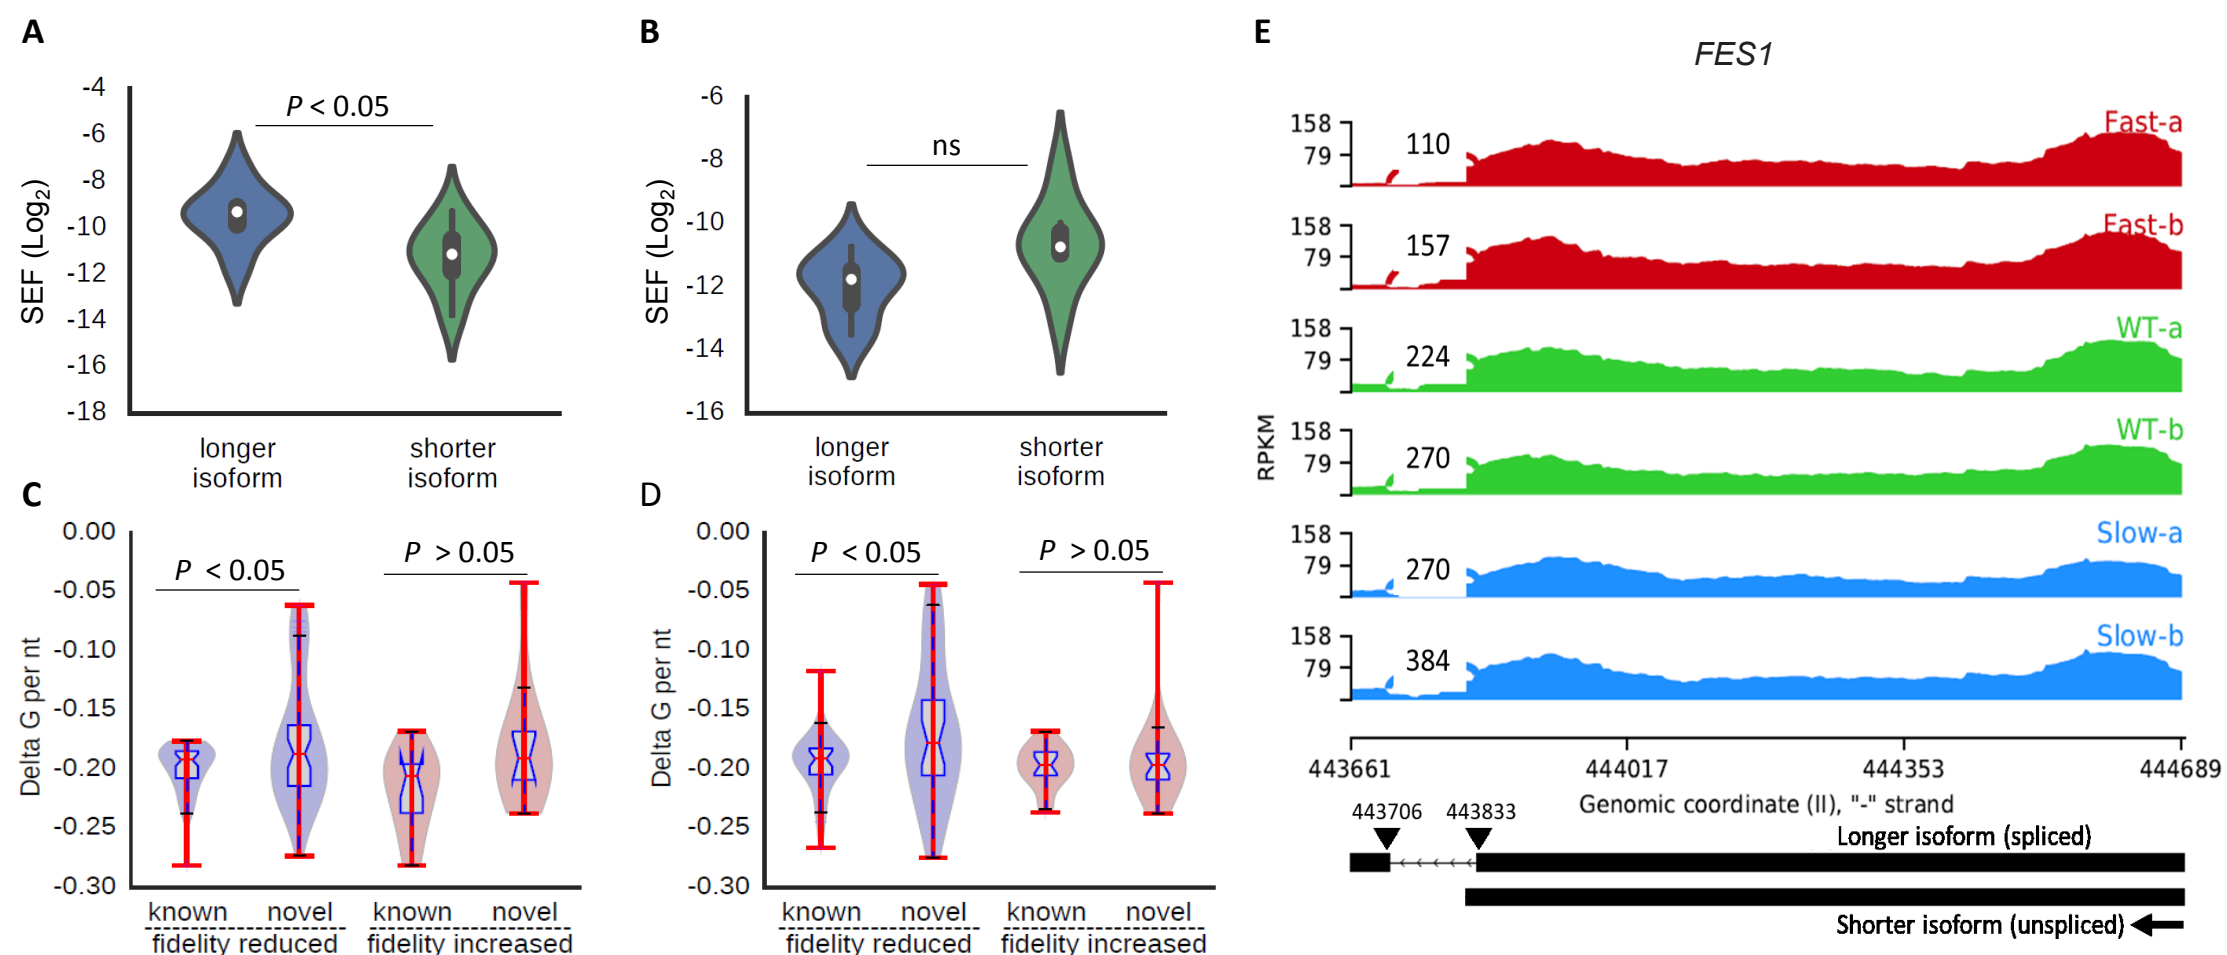 A
-4
-6
-8
-10
-12
-14
-16
-18
SEF (Log2)
P < 0.05
longer isoform
shorter isoform
B
-6
-8
-10
-12
-14
-16
SEF (Log2)
ns
longer isoform
shorter isoform
C
0.00
-0.05
-0.10
-0.15
-0.20
-0.25
-0.30
Delta G per nt
P < 0.05
P > 0.05
known novel known novel
fidelity reduced fidelity increased
D
0.00
-0.05
-0.10
-0.15
-0.20
-0.25
-0.30
Delta G per nt
P < 0.05
P > 0.05
known novel known novel
fidelity reduced fidelity increased
E
FES1
RPKM
158
79
110
Fast-a
158
79
157
Fast-b
158
79
224
WT-a
158
79
270
WT-b
158
79
270
Slow-a
158
79
384
Slow-b
443661 444017 444353 444689
Genomic coordinate (II), "-" strand
443706 443833
Longer isoform (spliced)
Shorter isoform (unspliced)